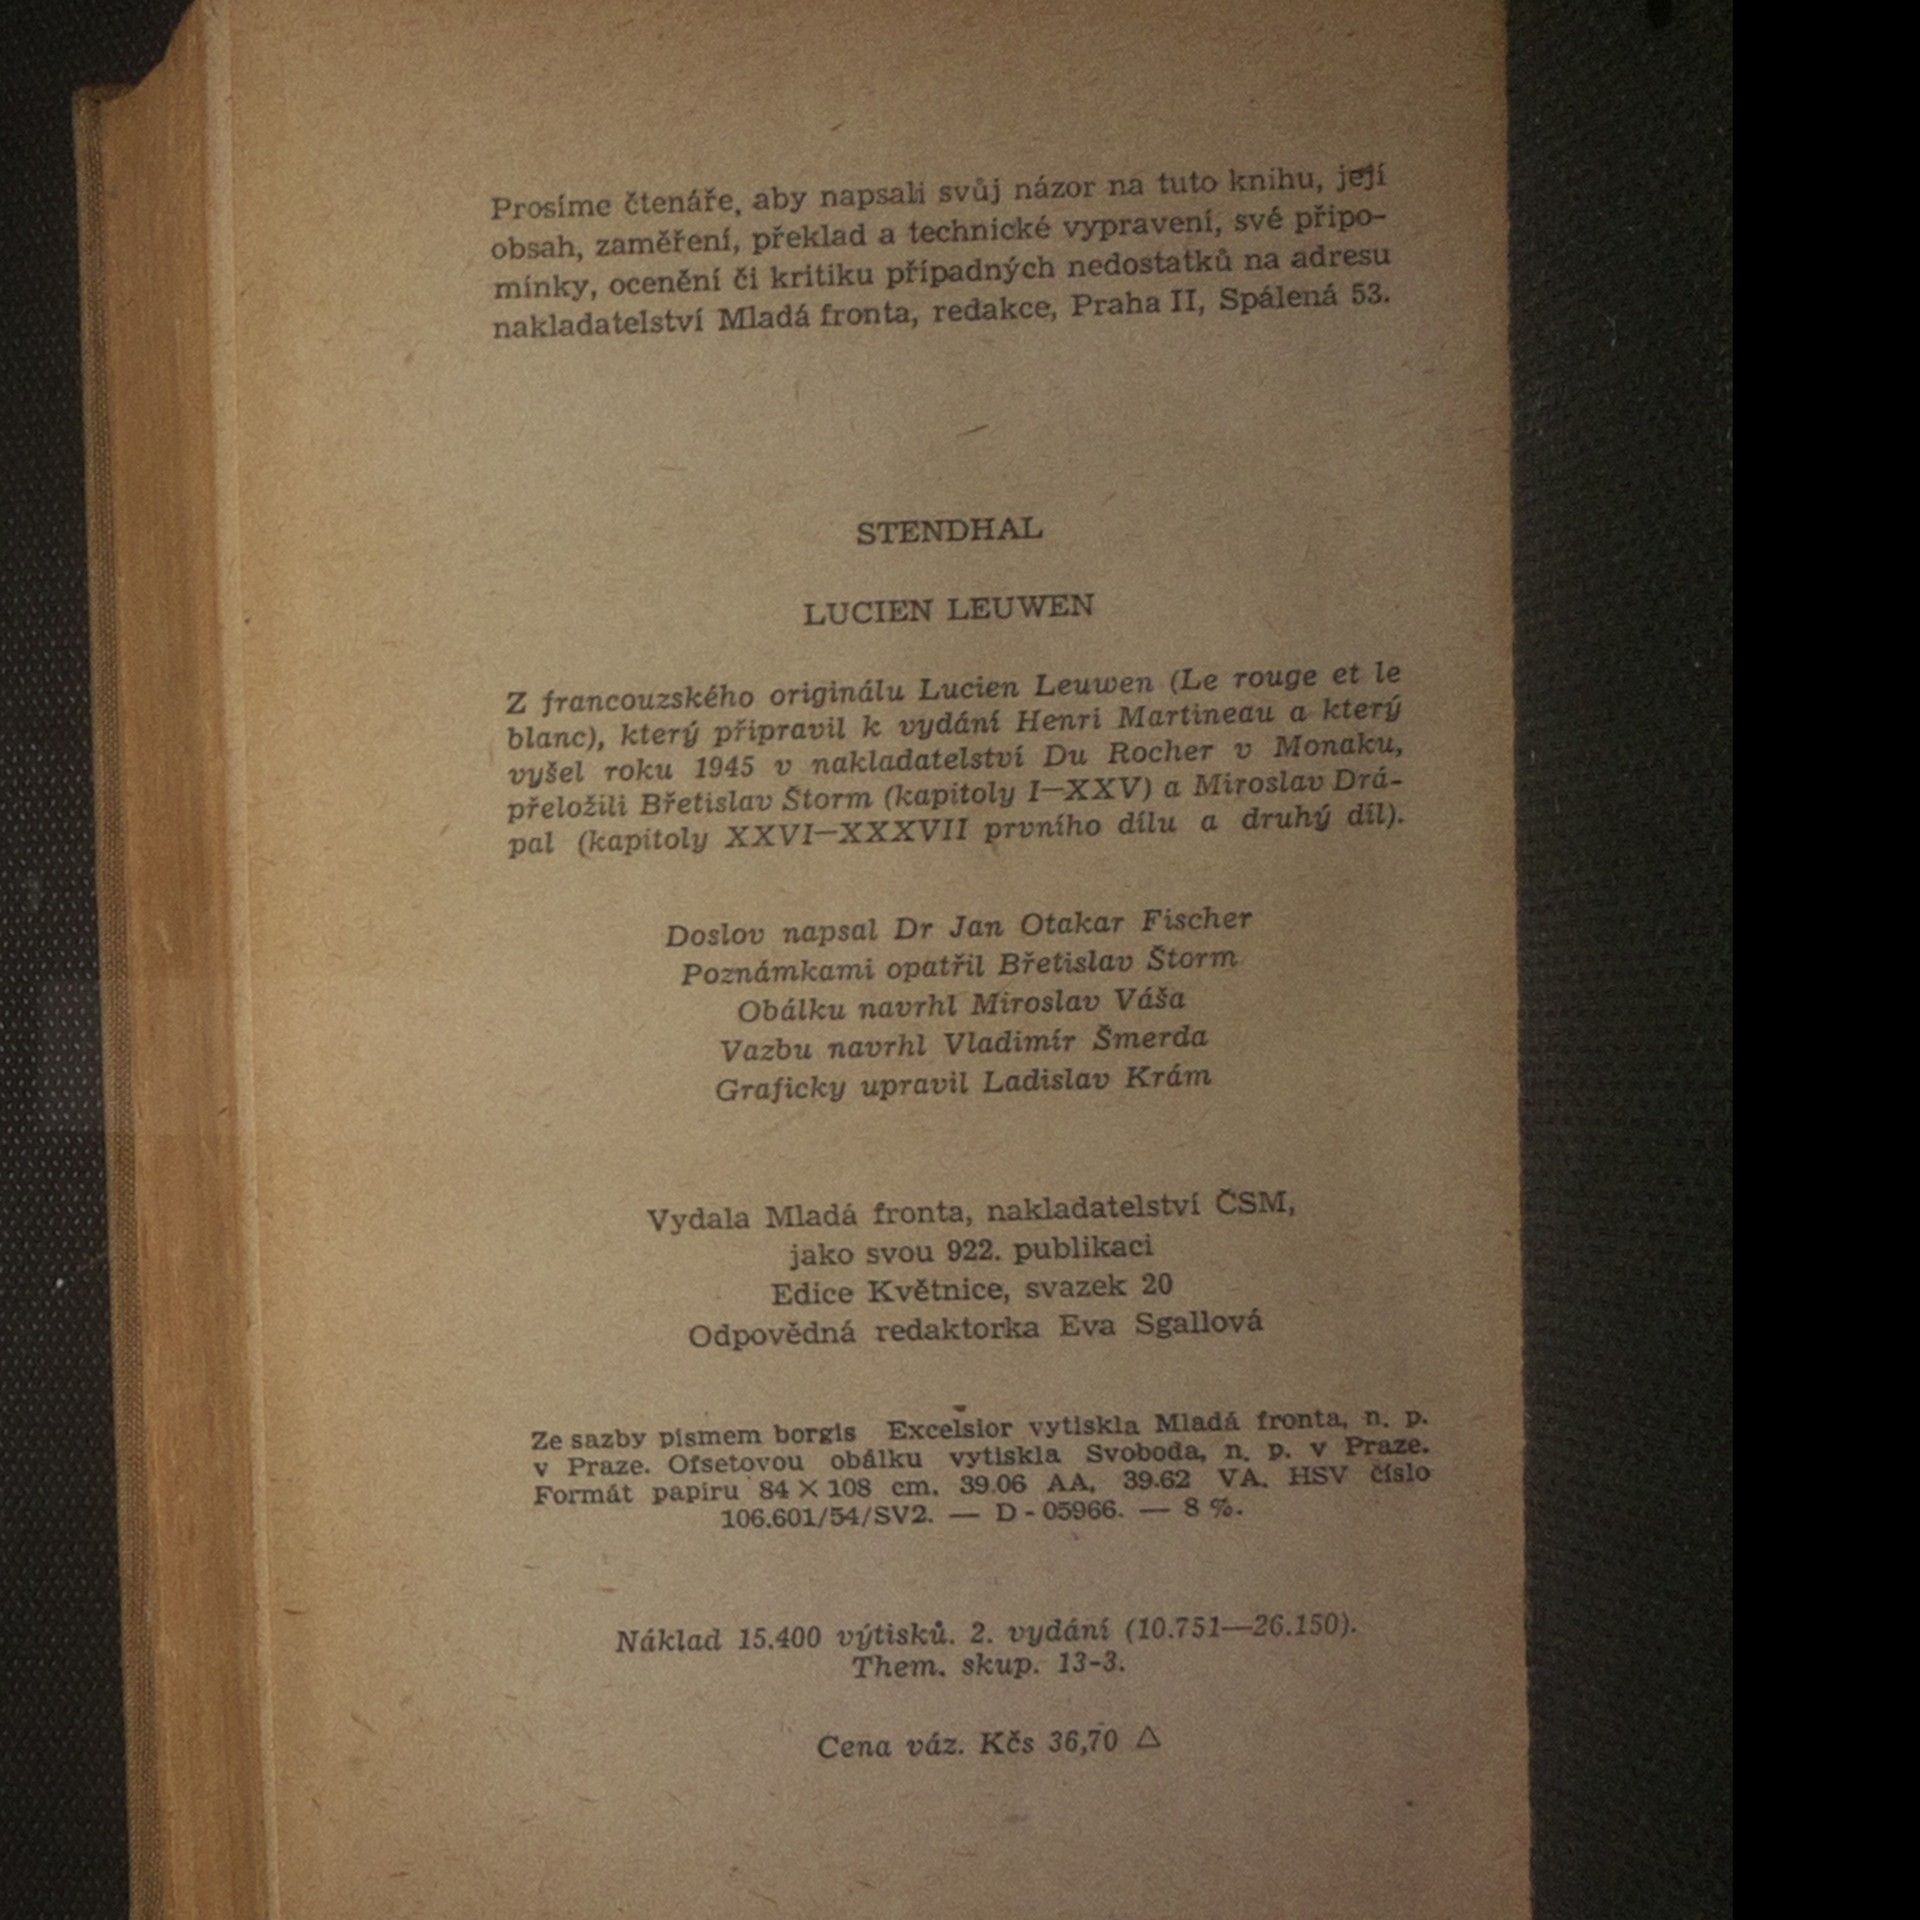 Prosíme čtenáře, aby napsali svůj názor na tuto knihu, její
obsah, zaměření, překlad a technické vypravení, své připo-
mínky, ocenění či kritiku případných nedostatků na adresu
nakladatelství Mladá fronta, redakce, Praha II, Spálená 53.
STENDHAL
LUCIEN LEUWEN
Z francouzského originálu Lucien Leuwen (Le rouge et le
blanc), který připravil k vydání Henri Martineau a který
vyšel roku 1945 v nakladatelství Du Rocher v Monaku,
přeložili Břetislav Štorm (kapitoly I—XXV) a Miroslav Drá-
pal (kapitoly XXVI—XXXVII prvního dílu a druhý díl).
Doslov napsal Dr Jan Otakar Fischer
Poznámkami opatřil Břetislav Štorm
Obálku navrhl Miroslav Váša
Vazbu navrhl Vladimír Šmerda
Graficky upravil Ladislav Krám
Vydala Mladá fronta, nakladatelství ČSM,
jako svou 922. publikaci
Edice Květnice, svazek 20
Odpovědná redaktorka Eva Sgallová
Ze sazby písmem borgis Excelsior vytiskla Mladá fronta, n. p.
v Praze. Ofsetovou obálku vytiskla Svoboda, n. p. v Praze.
Formát papíru 84 × 108 cm. 39.06 AA, 39.62 VA. HSV číslo
106.601/54/SV2. — D - 05966. — 8 %.
Náklad 15.400 výtisků. 2. vydání (10.751—26.150).
Them. skup. 13-3.
Cena váz. Kčs 36,70 △